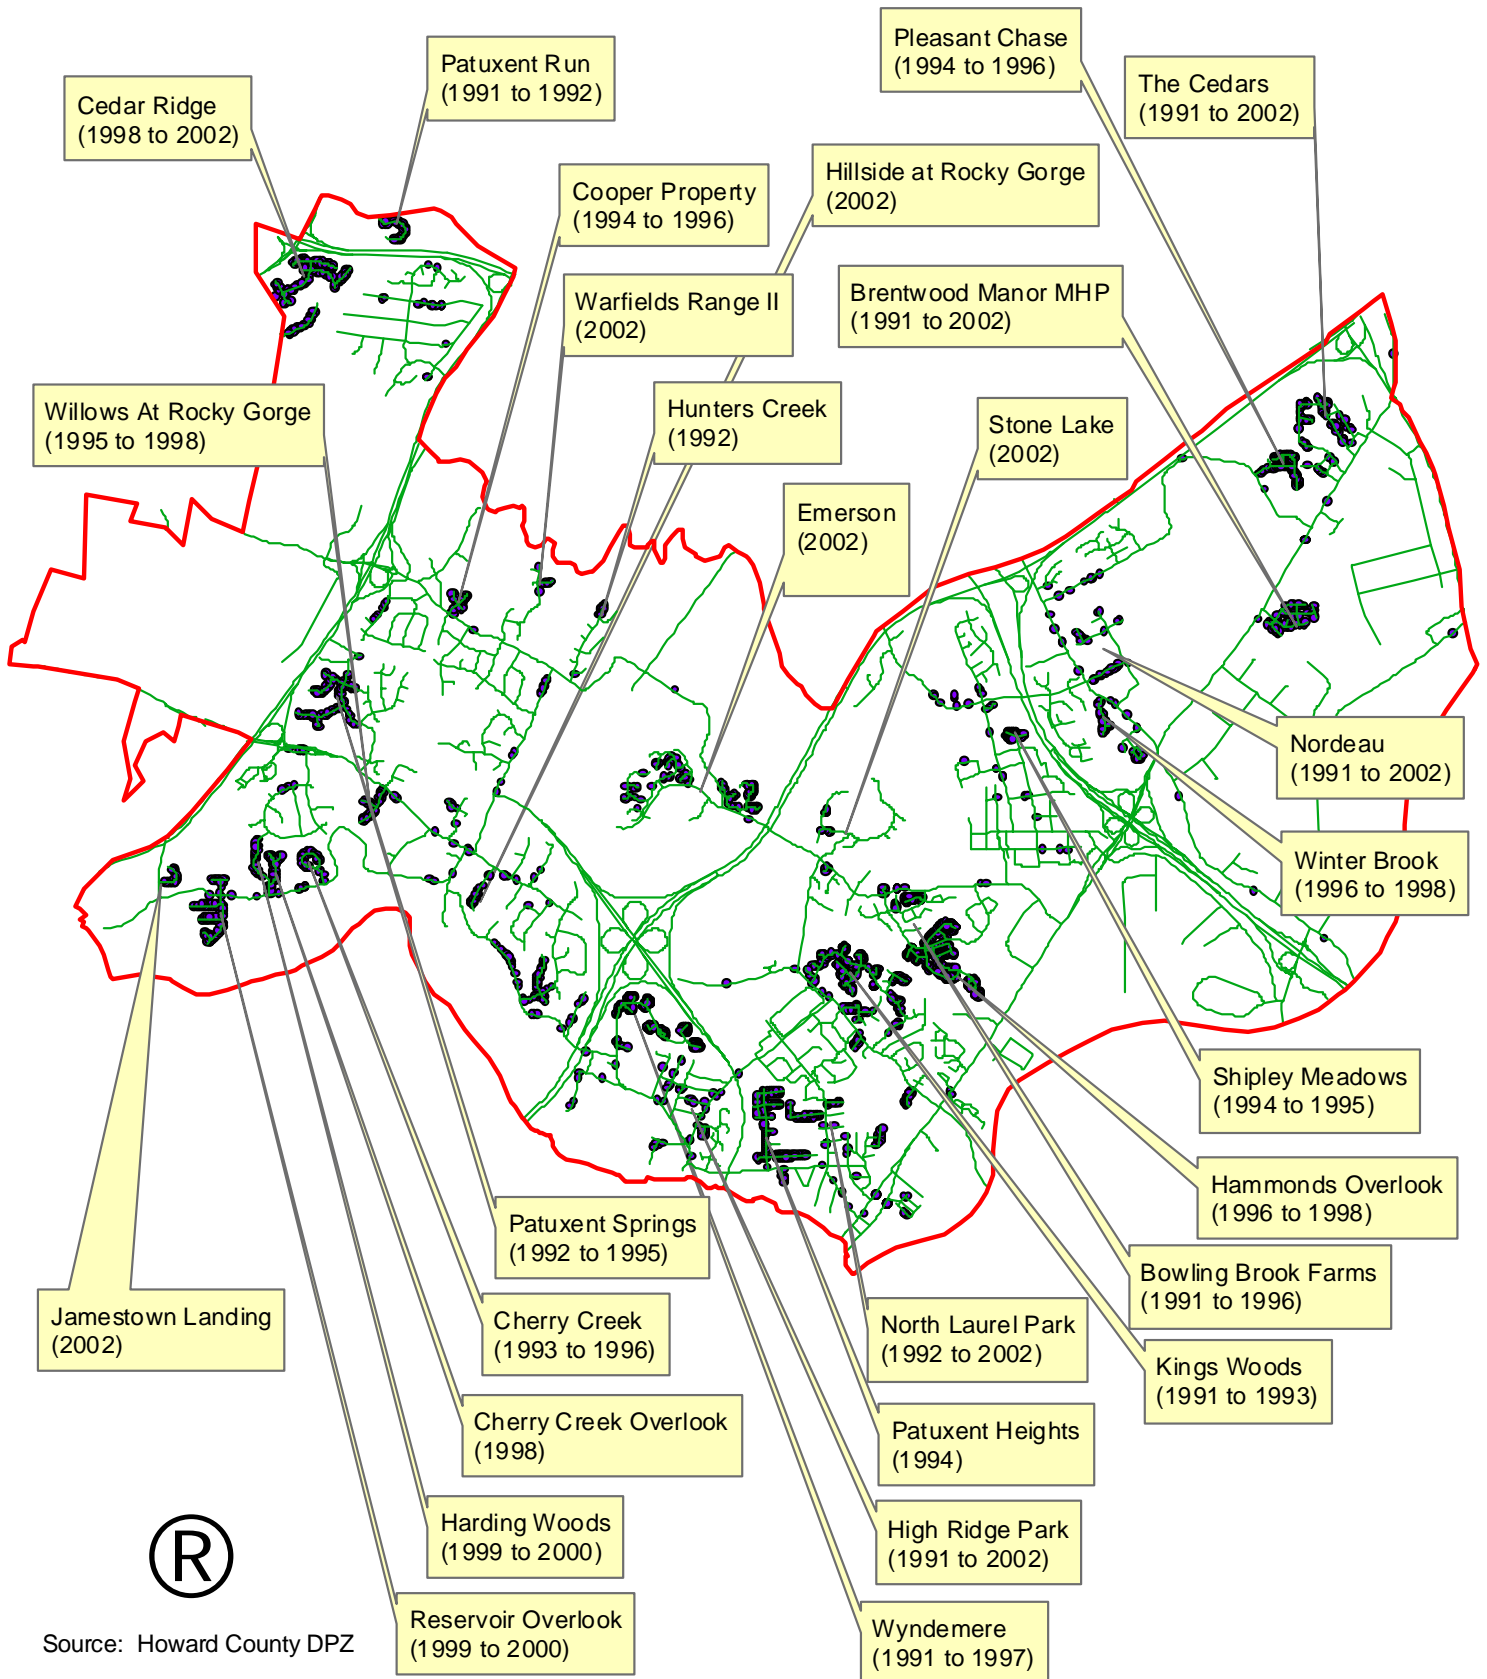 Pleasant Chase
(1994 to 1996)
Patuxent Run
(1991 to 1992)
The Cedars
(1991 to 2002)
Cedar Ridge
(1998 to 2002)
Hillside at Rocky Gorge
(2002)
Cooper Property
(1994 to 1996)
Brentwood Manor MHP
(1991 to 2002)
Warfields Range II
(2002)
Willows At Rocky Gorge
(1995 to 1998)
Hunters Creek
(1992)
Stone Lake
(2002)
Emerson
(2002)
Nordeau
(1991 to 2002)
Winter Brook
(1996 to 1998)
Shipley Meadows
(1994 to 1995)
Hammonds Overlook
(1996 to 1998)
Patuxent Springs
(1992 to 1995)
Bowling Brook Farms
(1991 to 1996)
Jamestown Landing
(2002)
Cherry Creek
(1993 to 1996)
North Laurel Park
(1992 to 2002)
Kings Woods
(1991 to 1993)
Cherry Creek Overlook
(1998)
Patuxent Heights
(1994)
Harding Woods
(1999 to 2000)
High Ridge Park
(1991 to 2002)
®
Reservoir Overlook
(1999 to 2000)
Wyndemere
(1991 to 1997)
Source: Howard County DPZ